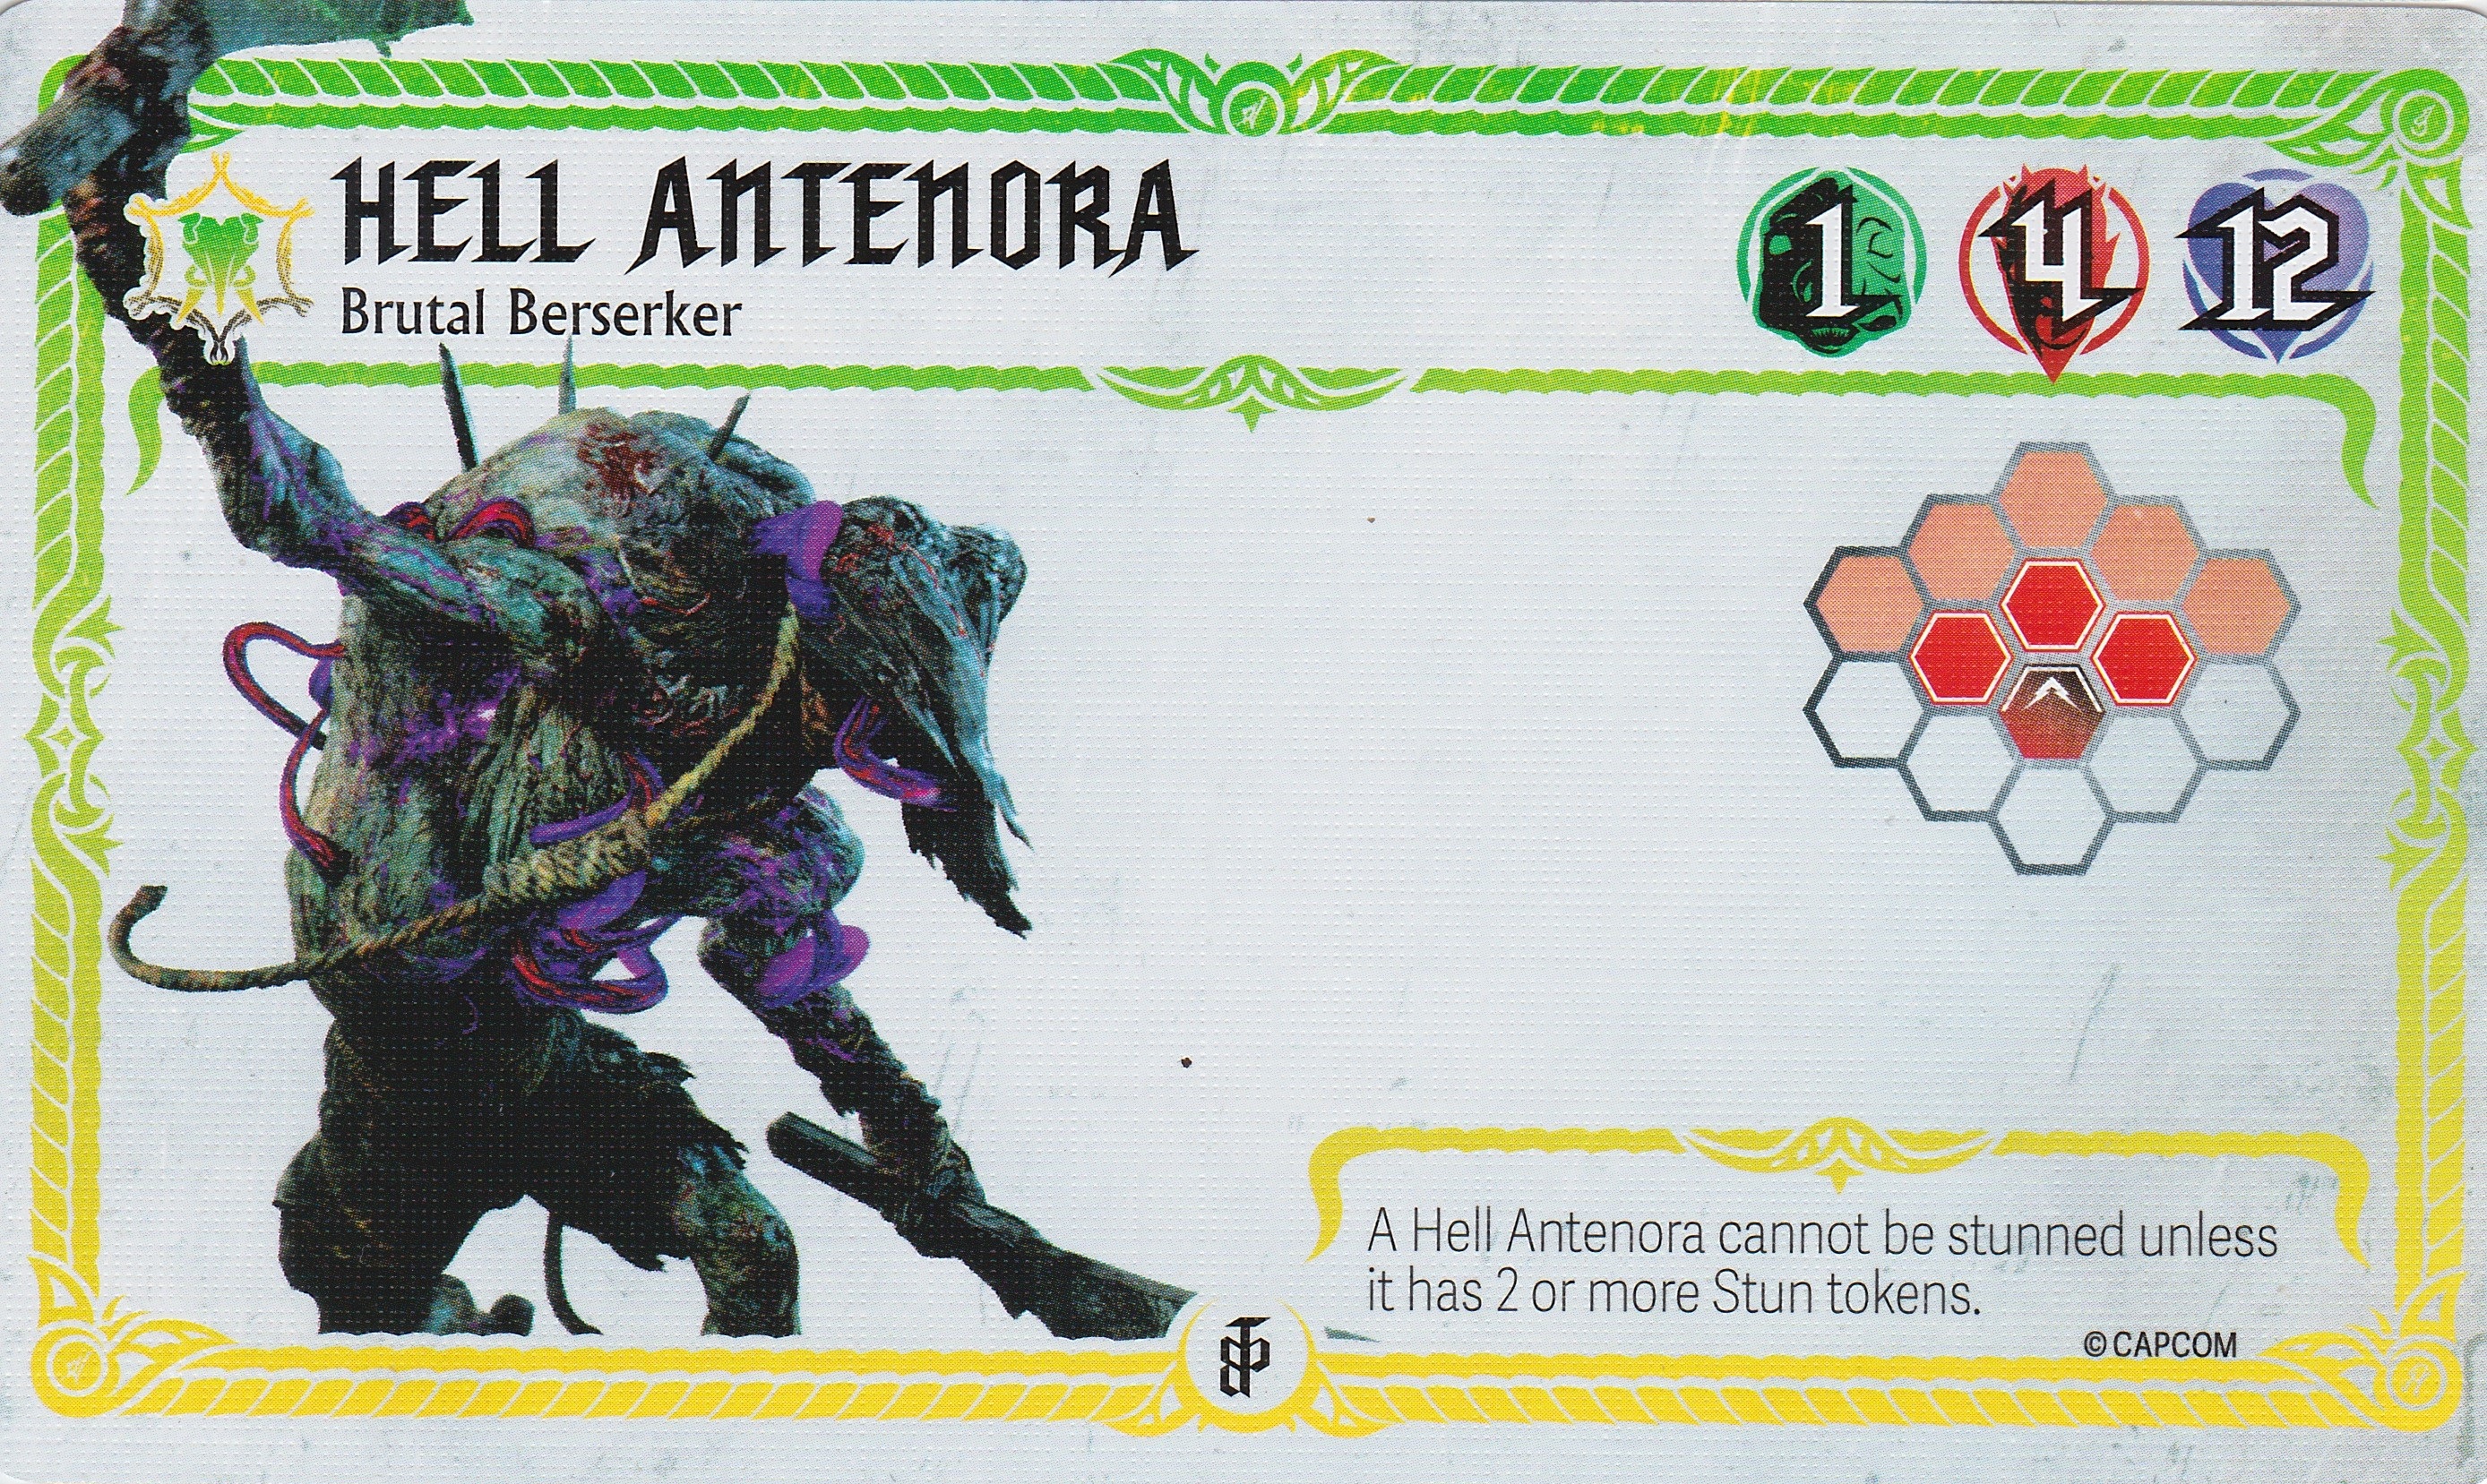 HELL ANTENORA
Brutal Berserker
1 4 12
A Hell Antenora cannot be stunned unless
it has 2 or more Stun tokens.
© CAPCOM